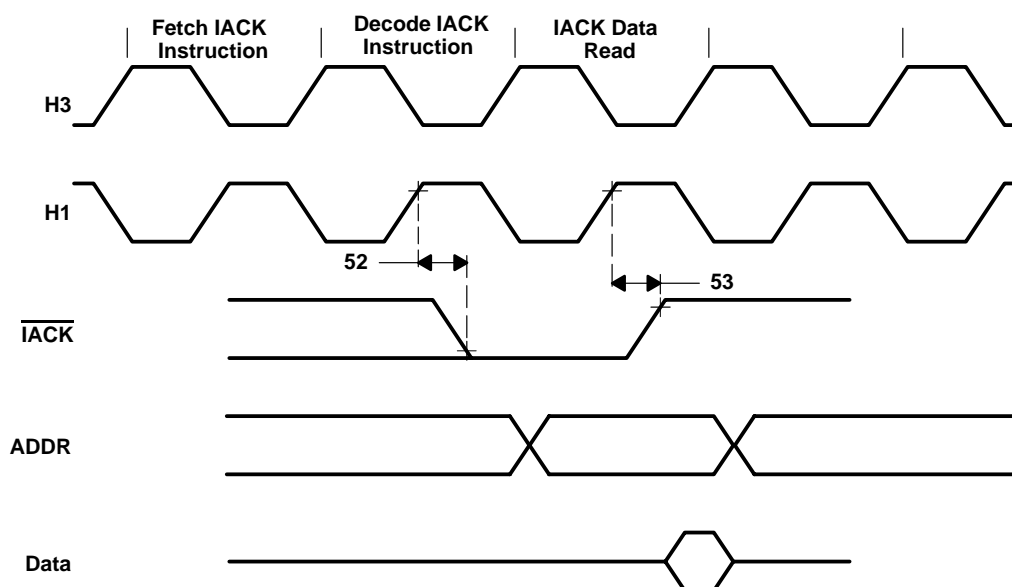 Fetch IACK
Instruction
Decode IACK
Instruction
IACK Data
Read
H3
H1
52
53
IACK
ADDR
Data